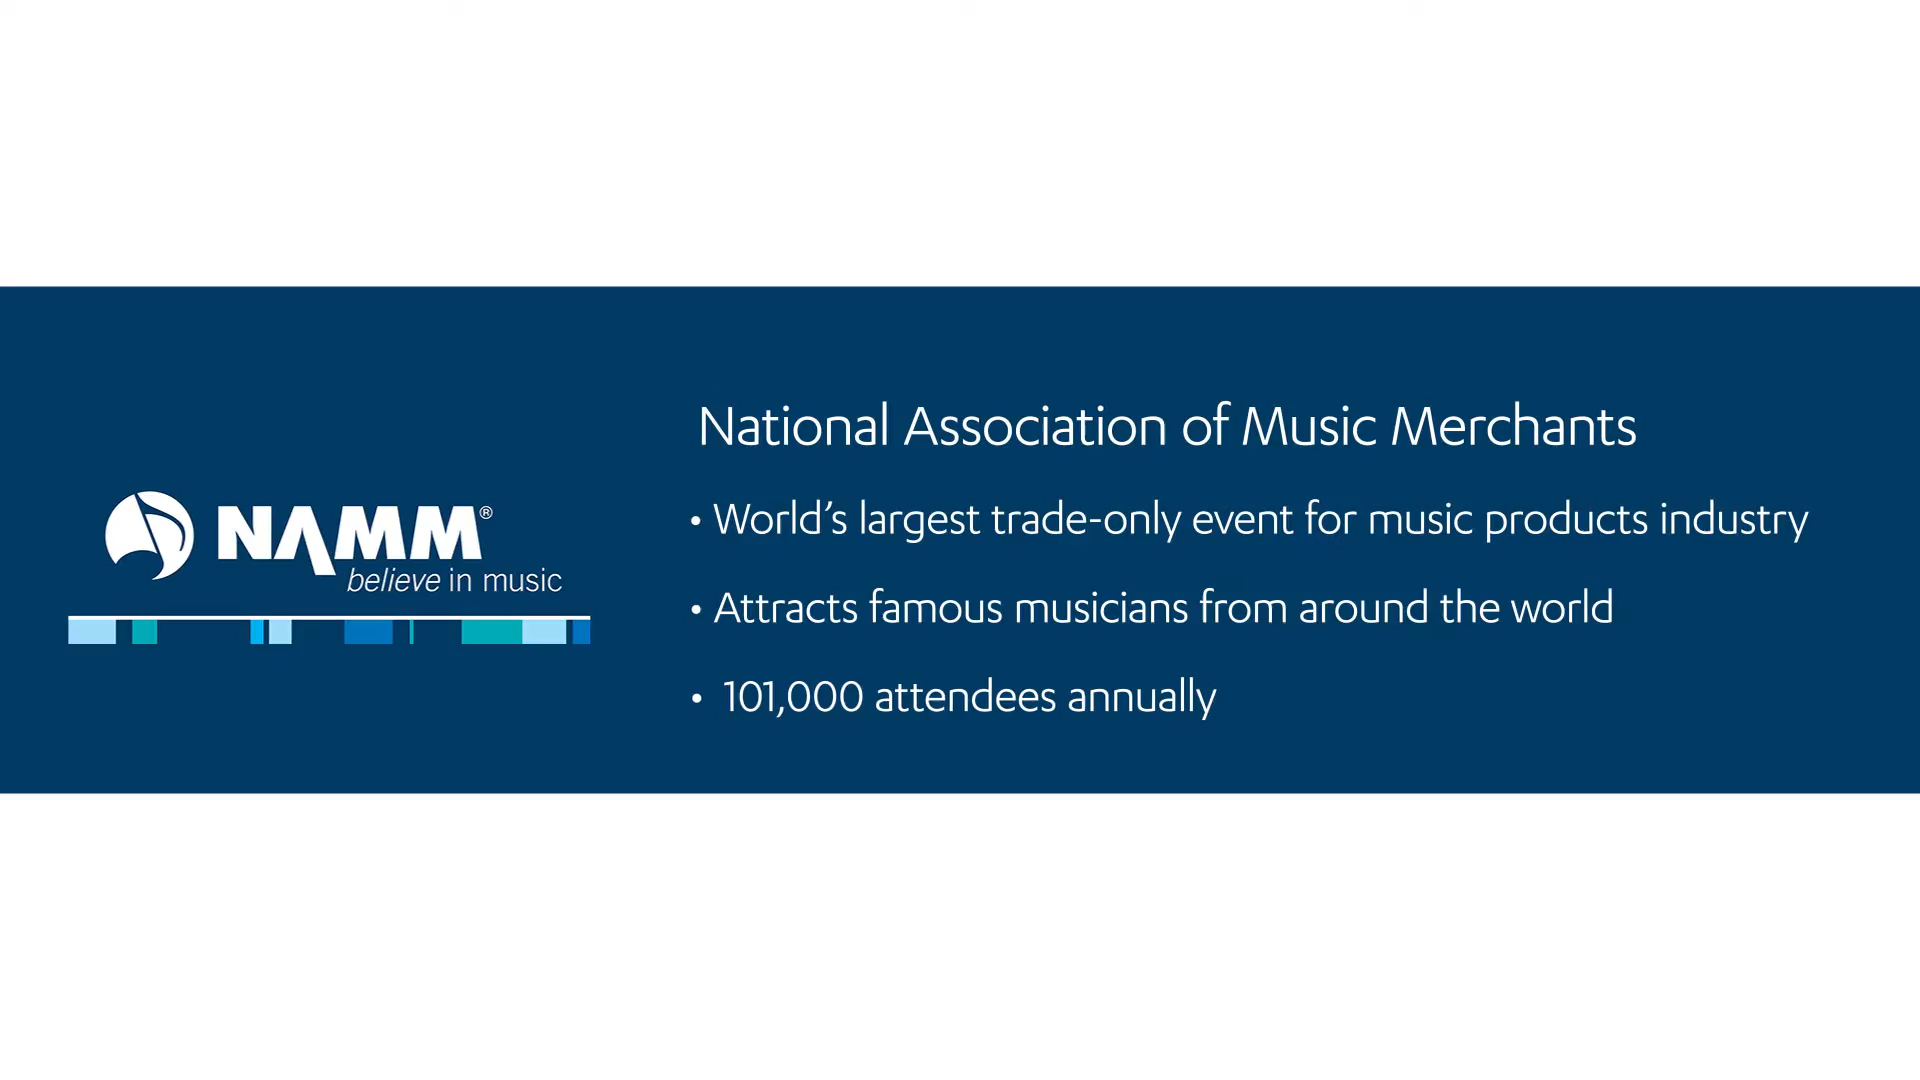 NAMM®
believe in music
National Association of Music Merchants
• World’s largest trade-only event for music products industry
• Attracts famous musicians from around the world
• 101,000 attendees annually